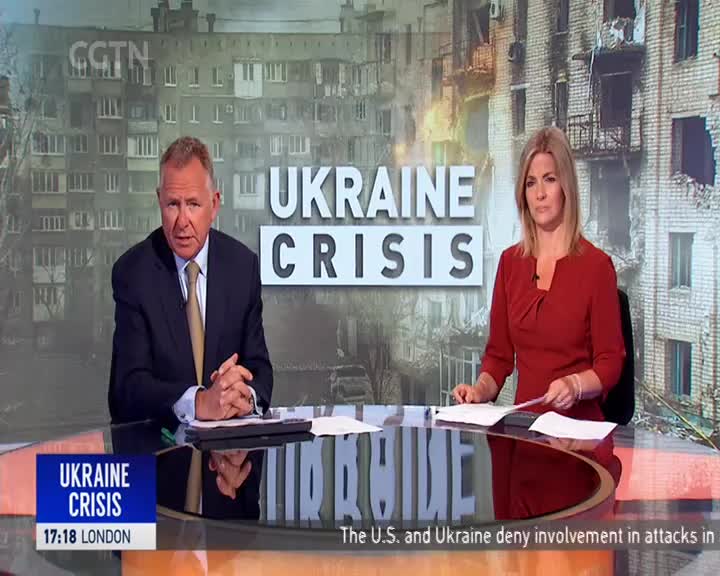 CGTN
UKRAINE
CRISIS
UKRAINE
CRISIS
17:18 LONDON
The U.S. and Ukraine deny involvement in attacks in